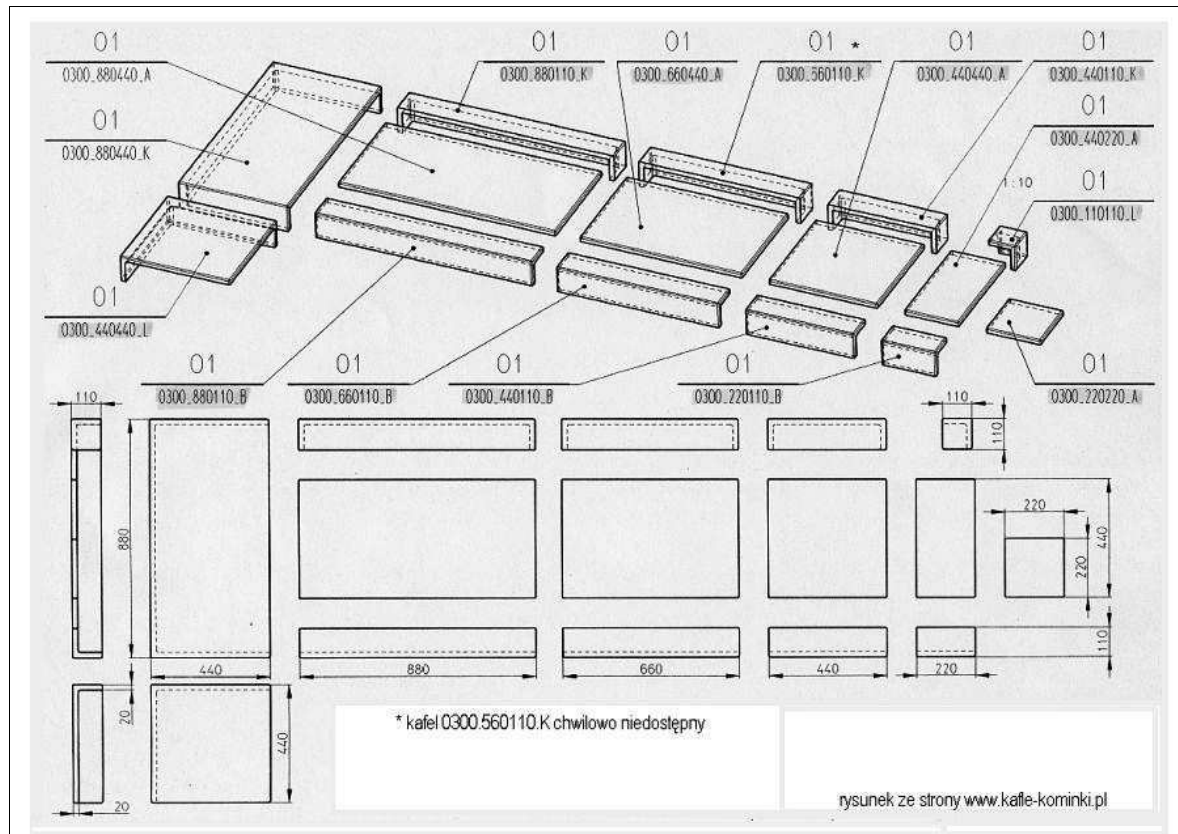 01
0300_880440_A
01
0300_880110_K
01
0300_660440_A
01 *
0300_560110_K
01
0300_440440_A
01
0300_440110_K
01
0300_880440_K
01
0300_440220_A
1:10
01
0300_110110_L
01
0300_440440_L
01
0300_880110_B
01
0300_660110_B
01
0300_440110_B
01
0300_220110_B
01
0300_220220_A
110
110
110
880
440
220
220
440
880
660
440
220
110
20
440
20
* kafel 0300.560110.K chwilowo niedostępny
rysunek ze strony www.kafle-kominki.pl